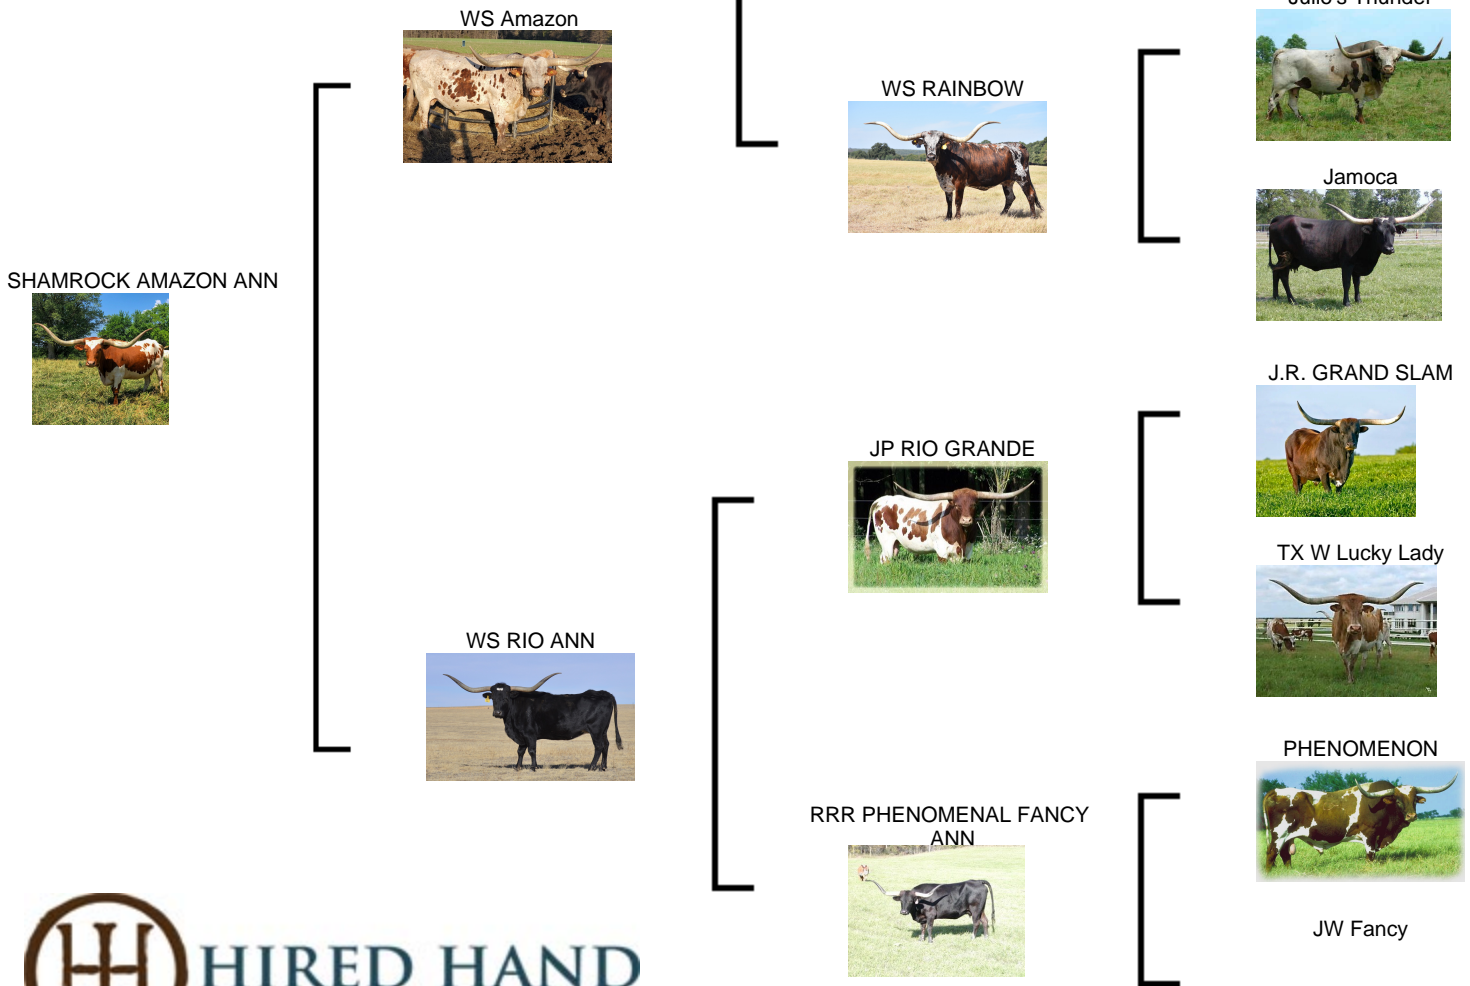 WS Amazon
WS RAINBOW
Jamoca
SHAMROCK AMAZON ANN
J.R. GRAND SLAM
JP RIO GRANDE
TX W Lucky Lady
WS RIO ANN
PHENOMENON
RRR PHENOMENAL FANCY
ANN
JW Fancy
HIRED HAND